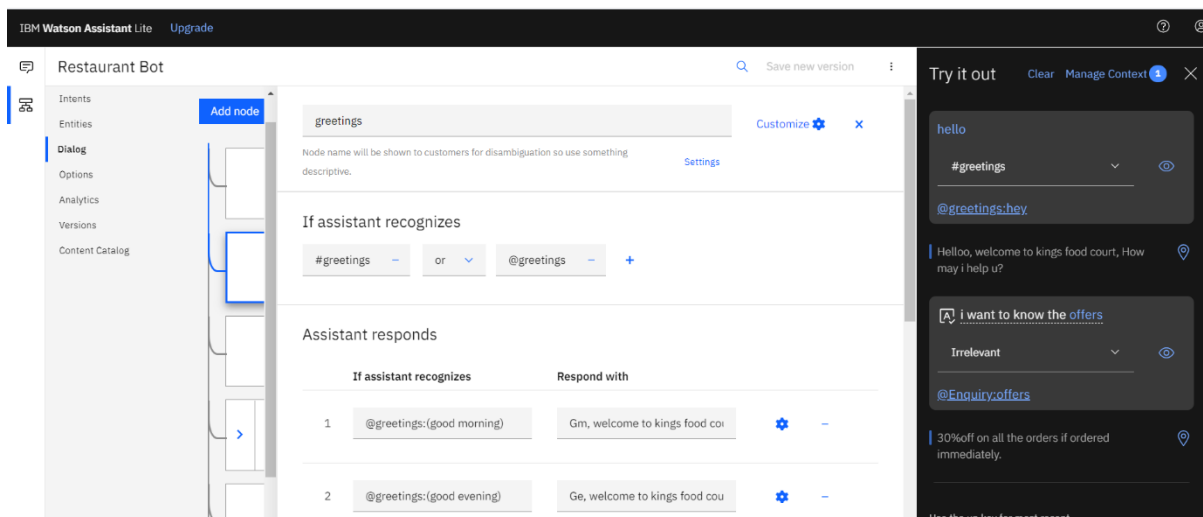 IBM Watson Assistant Lite Upgrade
Restaurant Bot
Save new version
Intents
Entities
Dialog
Options
Analytics
Versions
Content Catalog
Add node
greetings
Customize
Node name will be shown to customers for disambiguation so use something
descriptive.
Settings
If assistant recognizes
#greetings
or
@greetings
Assistant responds
If assistant recognizes Respond with
1 @greetings:(good morning) Gm, welcome to kings food cou
2 @greetings:(good evening) Ge, welcome to kings food cou
Try it out Clear Manage Context 1
hello
#greetings
@greetings:hey
Helloo, welcome to kings food court, How
may i help u?
i want to know the offers
Irrelevant
@Enquiry:offers
30%off on all the orders if ordered
immediately.